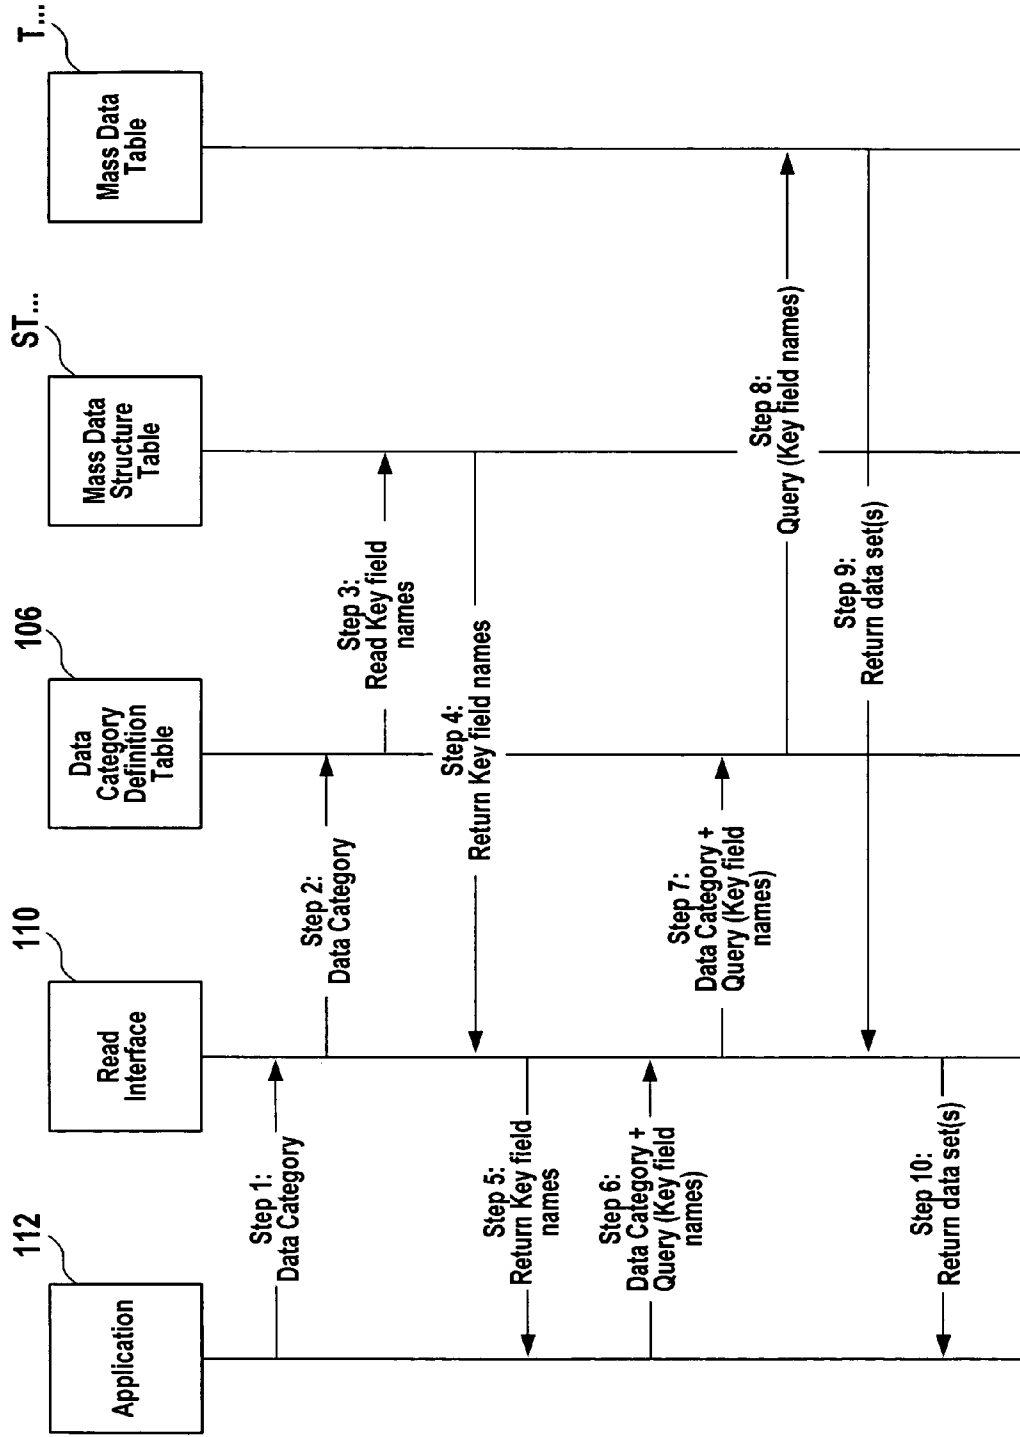 112
110
106
ST...
T...
Application
Read
Interface
Data
Category
Definition
Table
Mass Data
Structure
Table
Mass Data
Table
Step 1:
Data Category
Step 2:
Data Category
Step 3:
Read Key field
names
Step 4:
Return Key field names
Step 5:
Return Key field
names
Step 6:
Data Category +
Query (Key field
names)
Step 7:
Data Category +
Query (Key field
names)
Step 8:
Query (Key field names)
Step 9:
Return data set(s)
Step 10:
Return data set(s)